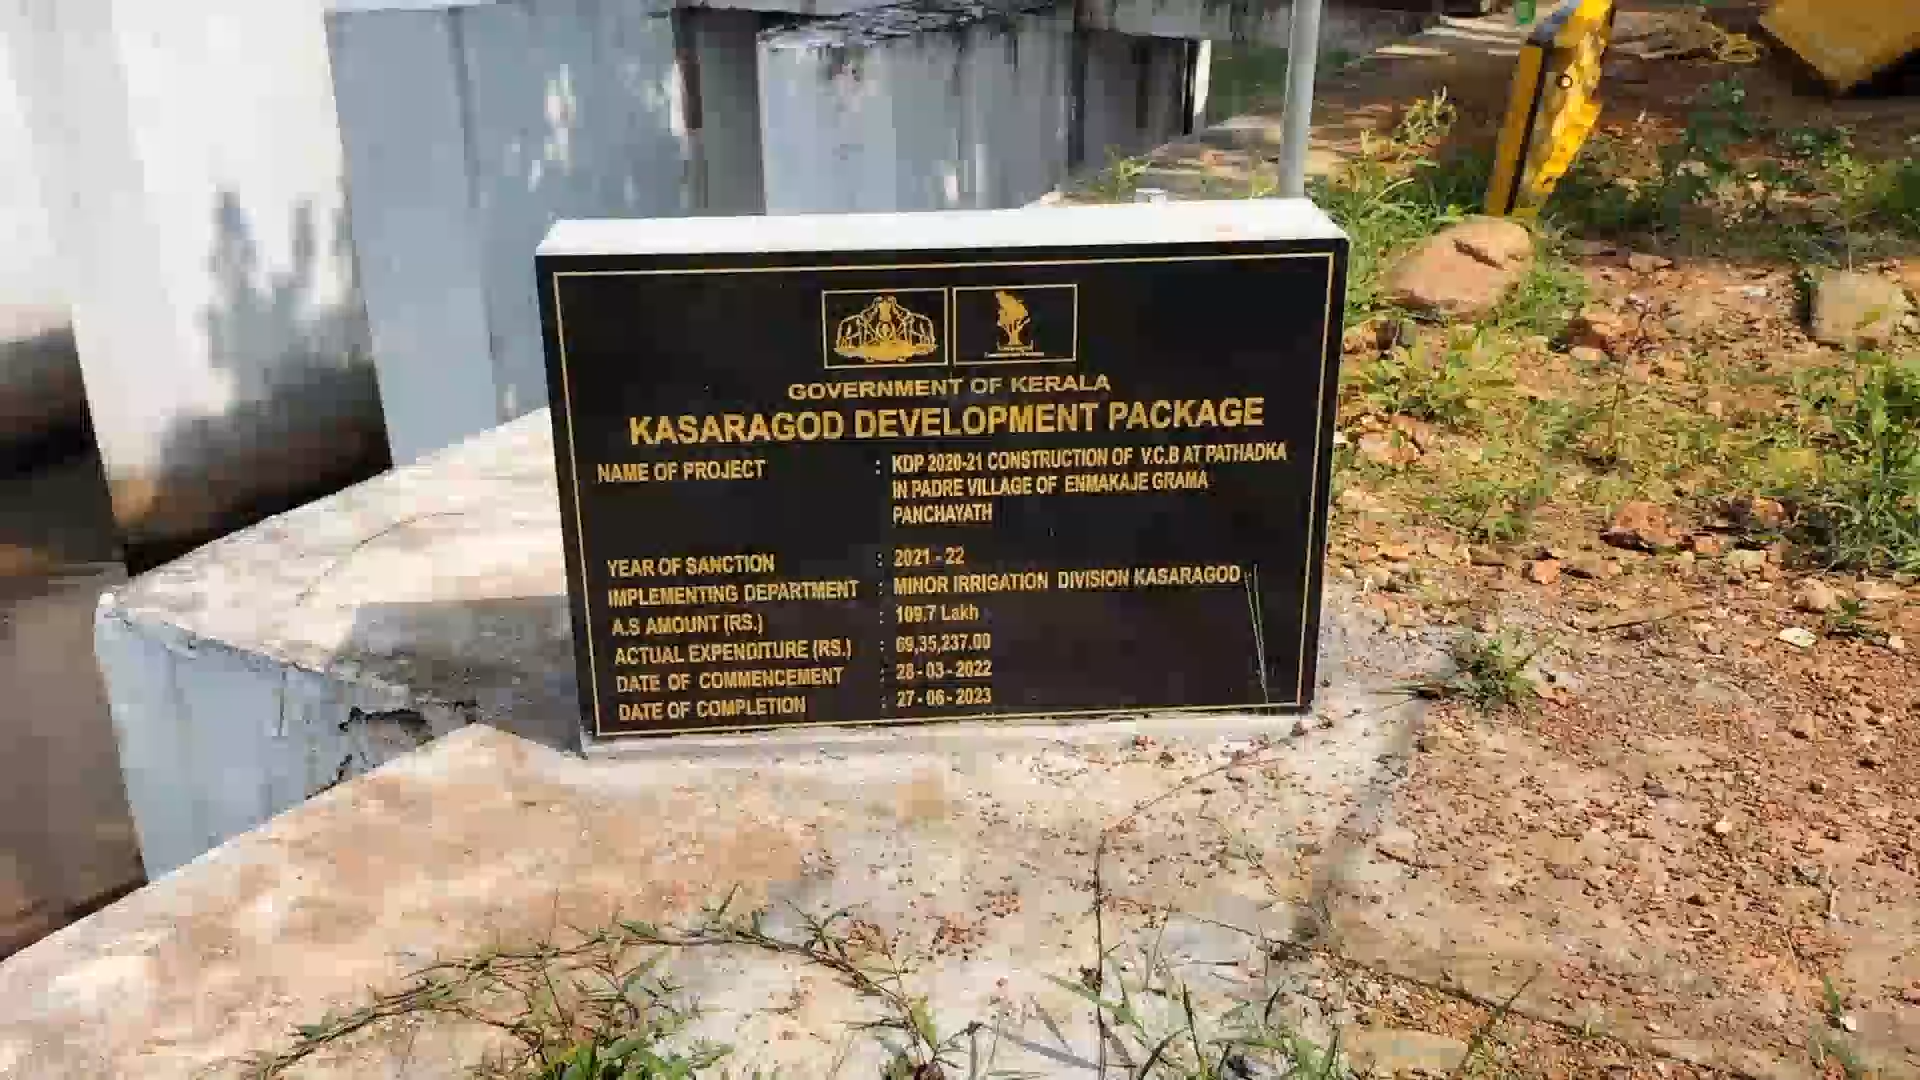 GOVERNMENT OF KERALA
KASARAGOD DEVELOPMENT PACKAGE
NAME OF PROJECT : KDP 2020-21 CONSTRUCTION OF V.C.B AT PATHADKA
IN PADRE VILLAGE OF ENMAKAJE GRAMA
PANCHAYATH
YEAR OF SANCTION : 2021 - 22
IMPLEMENTING DEPARTMENT : MINOR IRRIGATION DIVISION KASARAGOD
A.S AMOUNT (RS.) : 109.7 Lakh
ACTUAL EXPENDITURE (RS.) : 69,35,237.00
DATE OF COMMENCEMENT : 28 - 03 - 2022
DATE OF COMPLETION : 27 - 06 - 2023